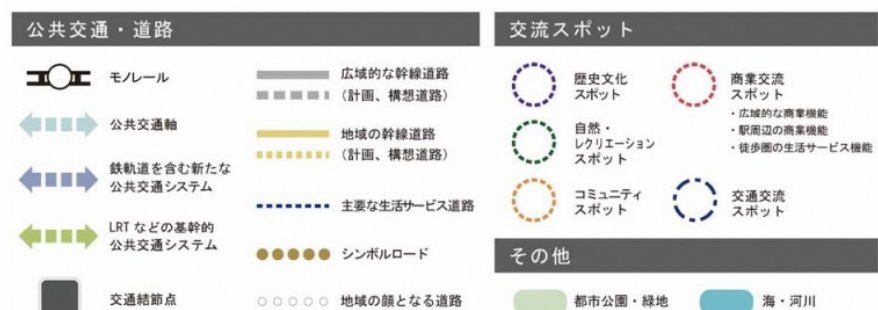 公共交通・道路
モノレール
公共交通軸
鉄軌道を含む新たな
公共交通システム
LRTなどの基幹的
公共交通システム
交通結節点
広域的な幹線道路
(計画、構想道路)
地域の幹線道路
(計画、構想道路)
主要な生活サービス道路
シンボルロード
地域の顔となる道路
交流スポット
歴史文化
スポット
自然・
レクリエーション
スポット
コミュニティ
スポット
商業交流
スポット
・広域的な商業機能
・駅周辺の商業機能
・徒歩圏の生活サービス機能
交通交流
スポット
その他
都市公園・緑地
海・河川